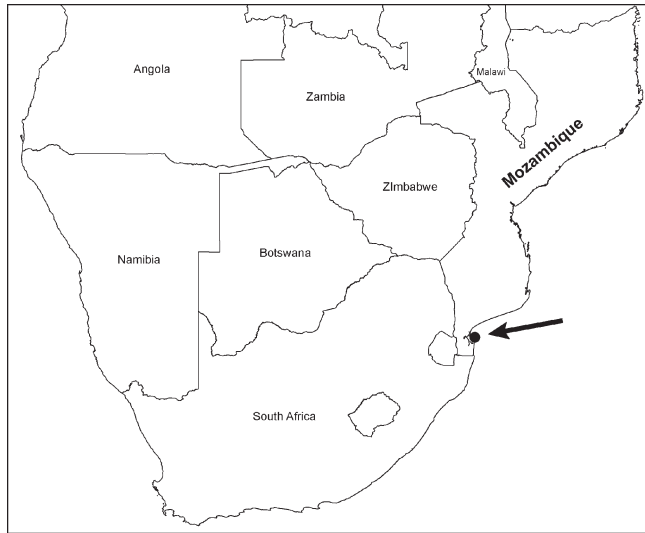 Angola
Malawi
Zambia
Mozambique
ZImbabwe
Namibia
Botswana
South Africa